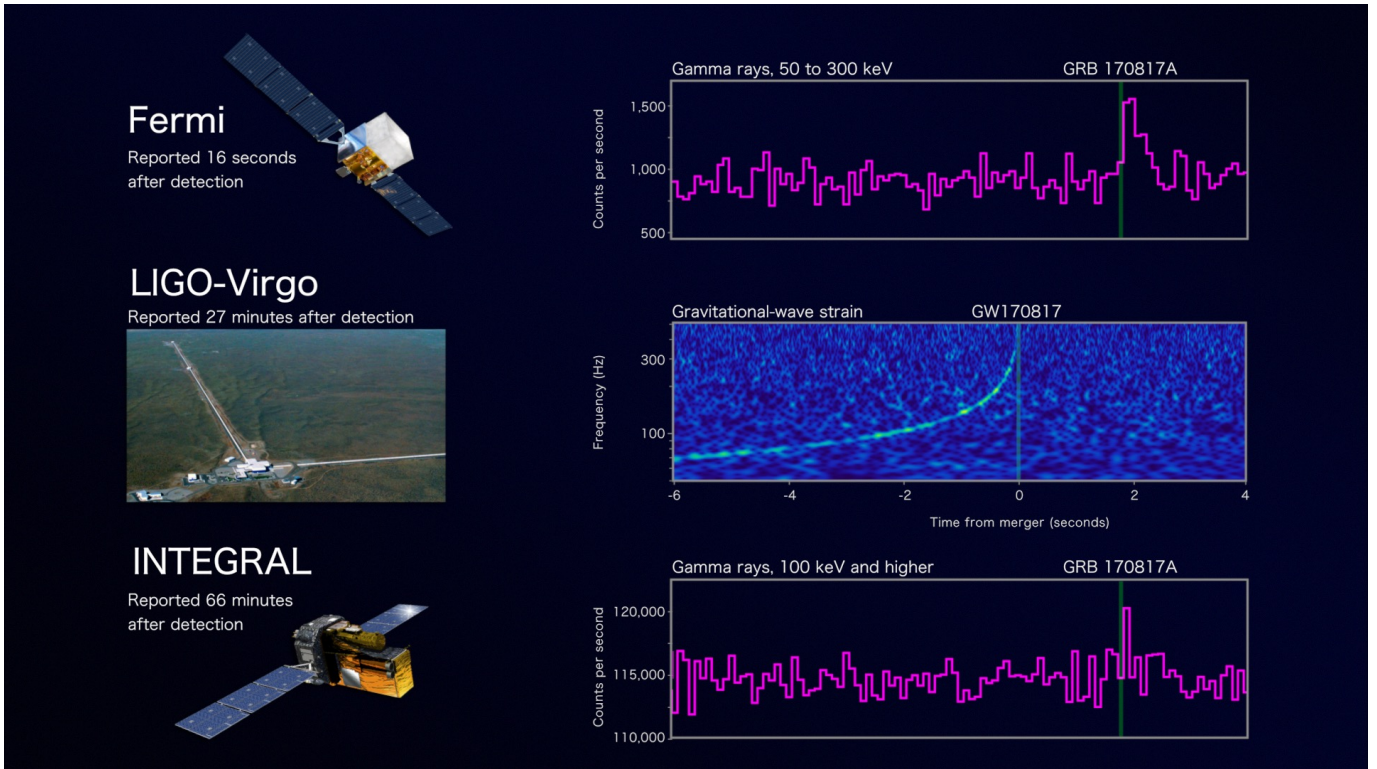 Fermi
Reported 16 seconds
after detection
Gamma rays, 50 to 300 keV
GRB 170817A
Counts per second
1,500
1,000
500
LIGO-Virgo
Reported 27 minutes after detection
Gravitational-wave strain
GW170817
Frequency (Hz)
300
100
-6
-4
-2
0
2
4
Time from merger (seconds)
INTEGRAL
Reported 66 minutes
after detection
Gamma rays, 100 keV and higher
GRB 170817A
Counts per second
120,000
115,000
110,000